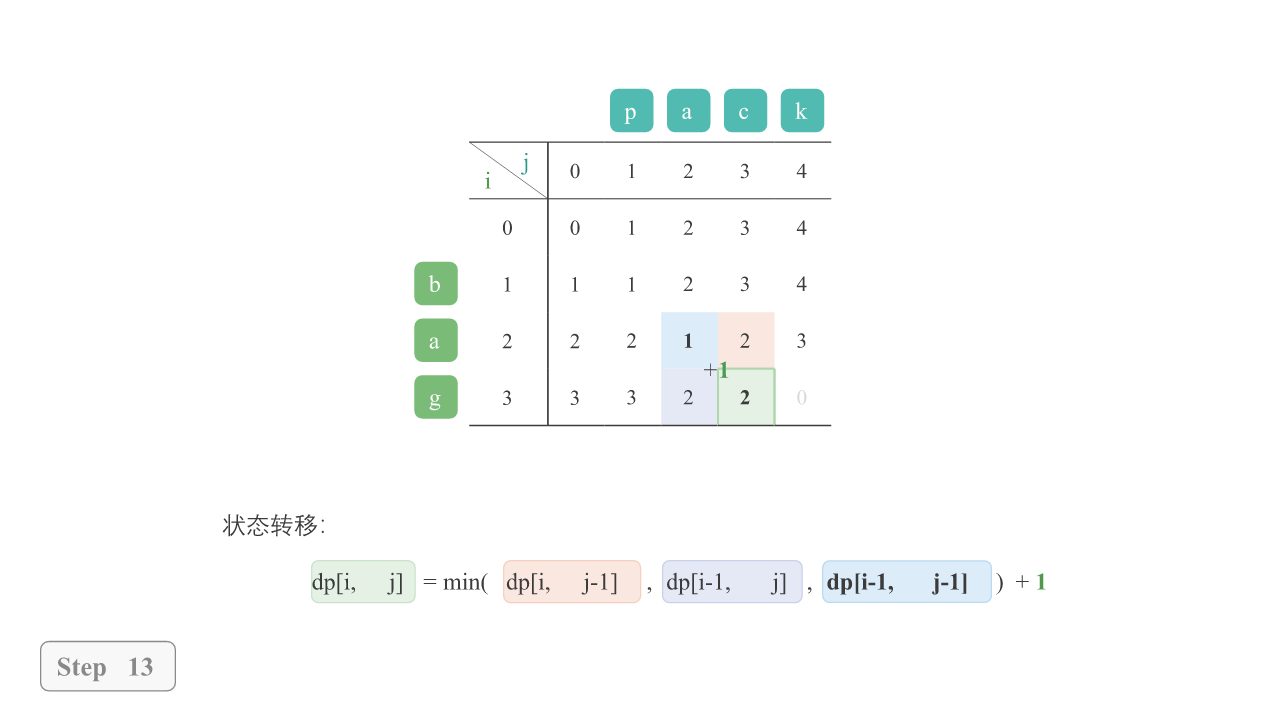 p a c k
j
i
0 1 2 3 4
0 0 1 2 3 4
b 1 1 1 2 3 4
a 2 2 2 1 2 3
+1
g 3 3 3 2 2 0
状态转移:
dp[i, j] = min( dp[i, j-1] , dp[i-1, j] , dp[i-1, j-1] ) + 1
Step 13